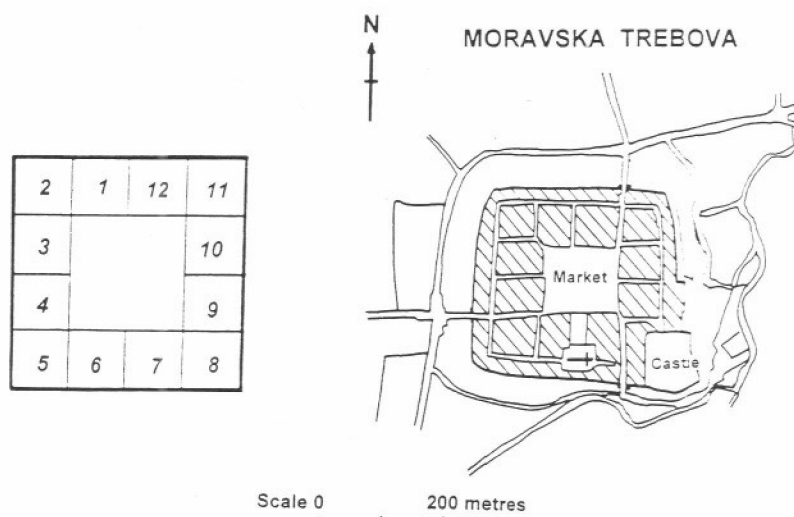 N
MORAVSKA TREBOVA
2 1 12 11
3 10
4 9
5 6 7 8
Market
Castle
Scale 0 200 metres